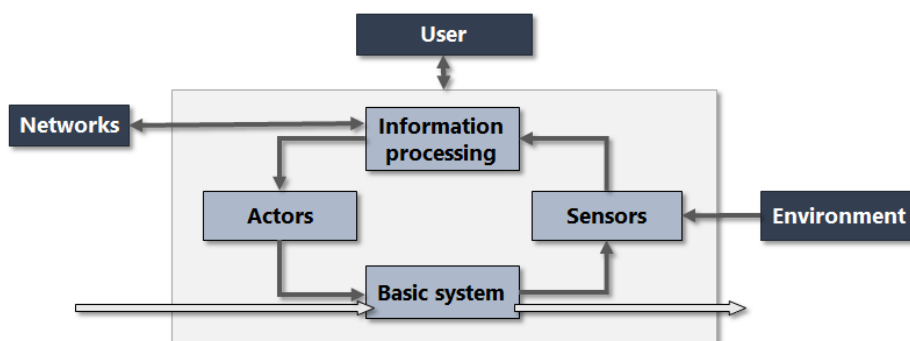 User
Networks
Information
processing
Actors
Sensors
Environment
Basic system